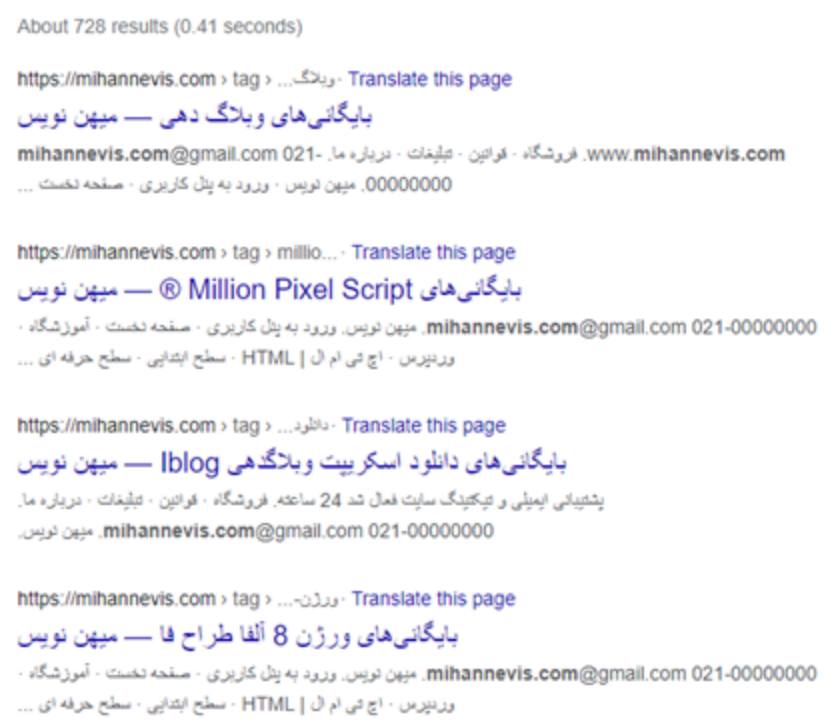 About 728 results (0.41 seconds)
https://mihannevis.com › tag › ...وبلاگ · Translate this page
بایگانی‌های وبلاگ دهی — میهن نویس
mihannevis.com@gmail.com 021- .فروشگاه · قوانین · تبلیغات · درباره ما .www.mihannevis.com
... میهن نویس · ورود به پنل کاربری · صفحه نخست .00000000
https://mihannevis.com › tag › millio... · Translate this page
بایگانی‌های Million Pixel Script ® — میهن نویس
mihannevis.com@gmail.com 021-00000000. میهن نویس. ورود به پنل کاربری · صفحه نخست · آموزشگاه ·
وردپرس · اچ تی ام ال | HTML · سطح ابتدایی · سطح حرفه ای ...
https://mihannevis.com › tag › ...دانلود · Translate this page
بایگانی‌های دانلود اسکریپت وبلاگدهی Iblog — میهن نویس
پشتیبانی ایمیلی و تیکتینگ سایت فعال شد 24 ساعته. فروشگاه · قوانین · تبلیغات · درباره ما.
mihannevis.com@gmail.com 021-00000000. میهن نویس.
https://mihannevis.com › tag › ...-ورژن · Translate this page
بایگانی‌های ورژن 8 آلفا طراح فا — میهن نویس
mihannevis.com@gmail.com 021-00000000. میهن نویس. ورود به پنل کاربری · صفحه نخست · آموزشگاه ·
وردپرس · اچ تی ام ال | HTML · سطح ابتدایی · سطح حرفه ای ...